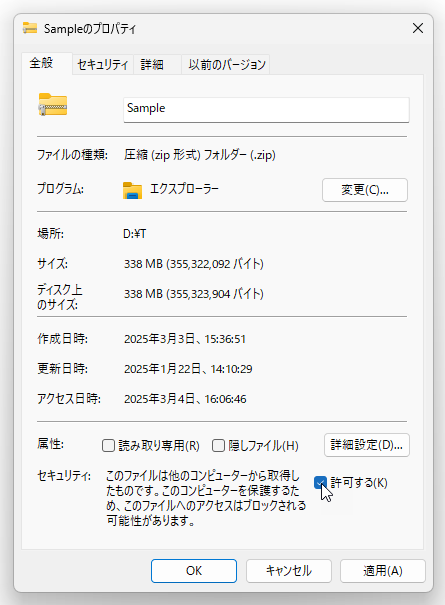 Sampleのプロパティ
全般 セキュリティ 詳細 以前のバージョン
Sample
ファイルの種類: 圧縮 (zip 形式) フォルダー (.zip)
プログラム: エクスプローラー 変更(C)...
場所: D:¥T
サイズ: 338 MB (355,322,092 バイト)
ディスク上
のサイズ: 338 MB (355,323,904 バイト)
作成日時: 2025年3月3日、15:36:51
更新日時: 2025年1月22日、14:10:29
アクセス日時: 2025年3月4日、16:06:46
属性: 読み取り専用(R) 隠しファイル(H) 詳細設定(D)...
セキュリティ: このファイルは他のコンピューターから取得し
たものです。このコンピューターを保護するた
め、このファイルへのアクセスはブロックされる
可能性があります。
許可する(K)
OK キャンセル 適用(A)